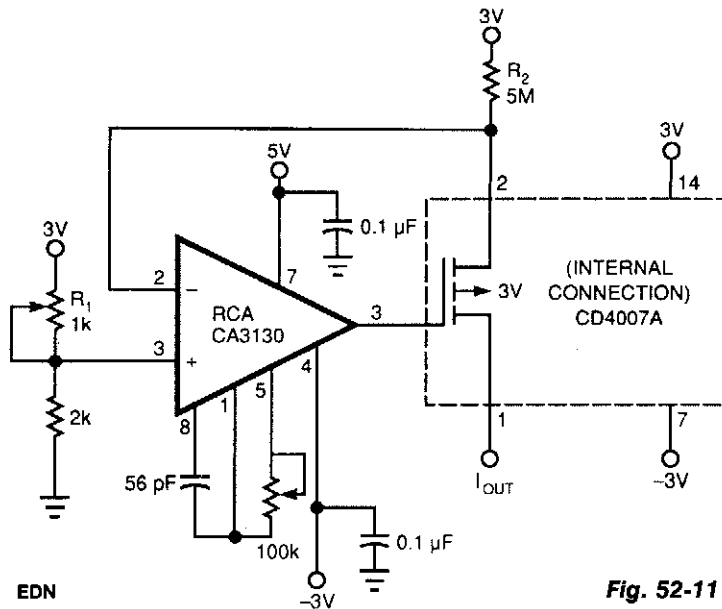 3V
R2
5M
5V
3V
2
14
0.1 µF
3V
R1
1k
2
−
7
RCA
CA3130
3
3V
(INTERNAL
CONNECTION)
CD4007A
3
+
4
5
1
8
2k
1
7
56 pF
IOUT
−3V
100k
0.1 µF
−3V
EDN
Fig. 52-11